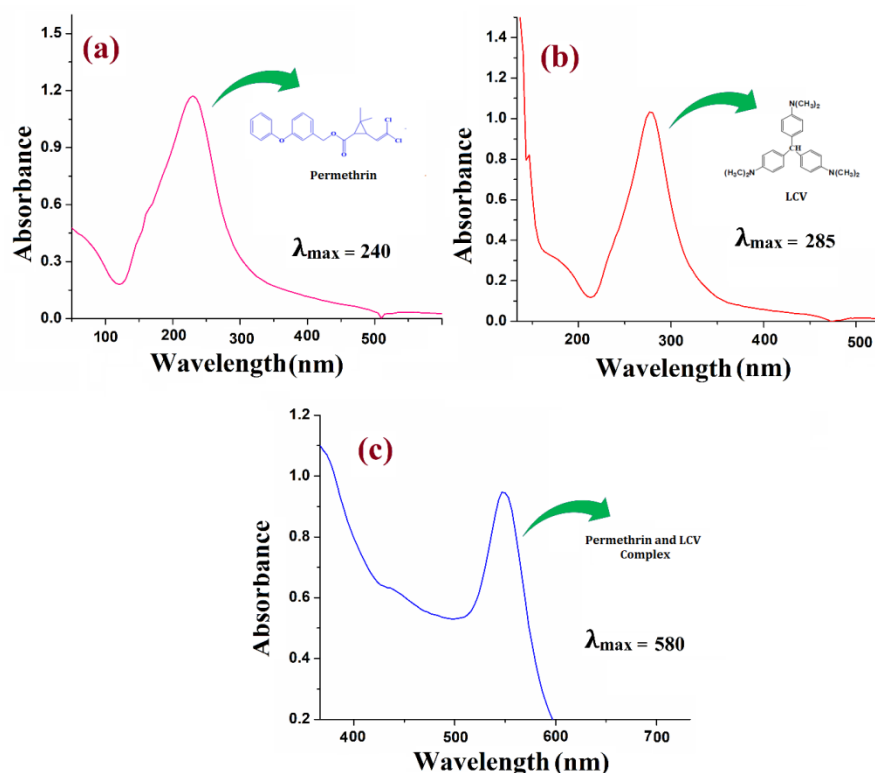 (a)
1.5
1.2
0.9
0.6
0.3
0.0
Absorbance
O
O
O
Cl
Cl
Permethrin
λmax = 240
100
200
300
400
500
Wavelength (nm)
(b)
1.4
1.2
1.0
0.8
0.6
0.4
0.2
0.0
Absorbance
N(CH3)2
CH
(H3C)2N
N(CH3)2
LCV
λmax = 285
200
300
400
500
Wavelength (nm)
(c)
1.2
1.0
0.8
0.6
0.4
0.2
Absorbance
Permethrin and LCV
Complex
λmax = 580
400
500
600
700
Wavelength (nm)